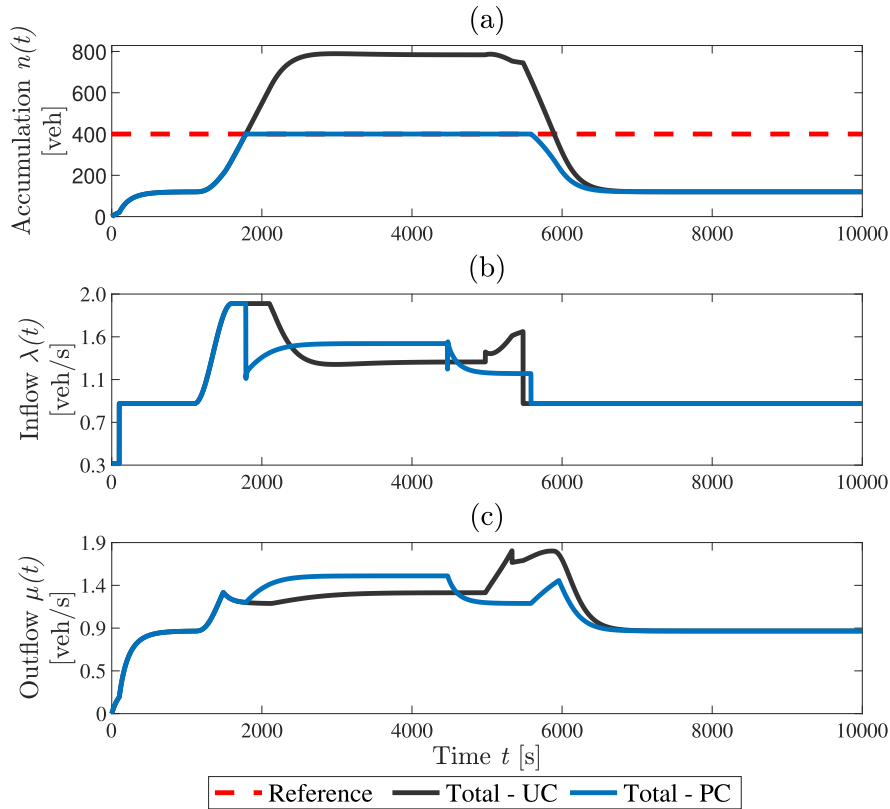 (a)
Accumulation n(t)
[veh]
800
600
400
200
0
0 2000 4000 6000 8000 10000
(b)
Inflow λ(t)
[veh/s]
2.0
1.6
1.1
0.7
0.3
0 2000 4000 6000 8000 10000
(c)
Outflow μ(t)
[veh/s]
1.9
1.4
0.9
0.5
0
0 2000 4000 6000 8000 10000
Time t [s]
Reference Total - UC Total - PC